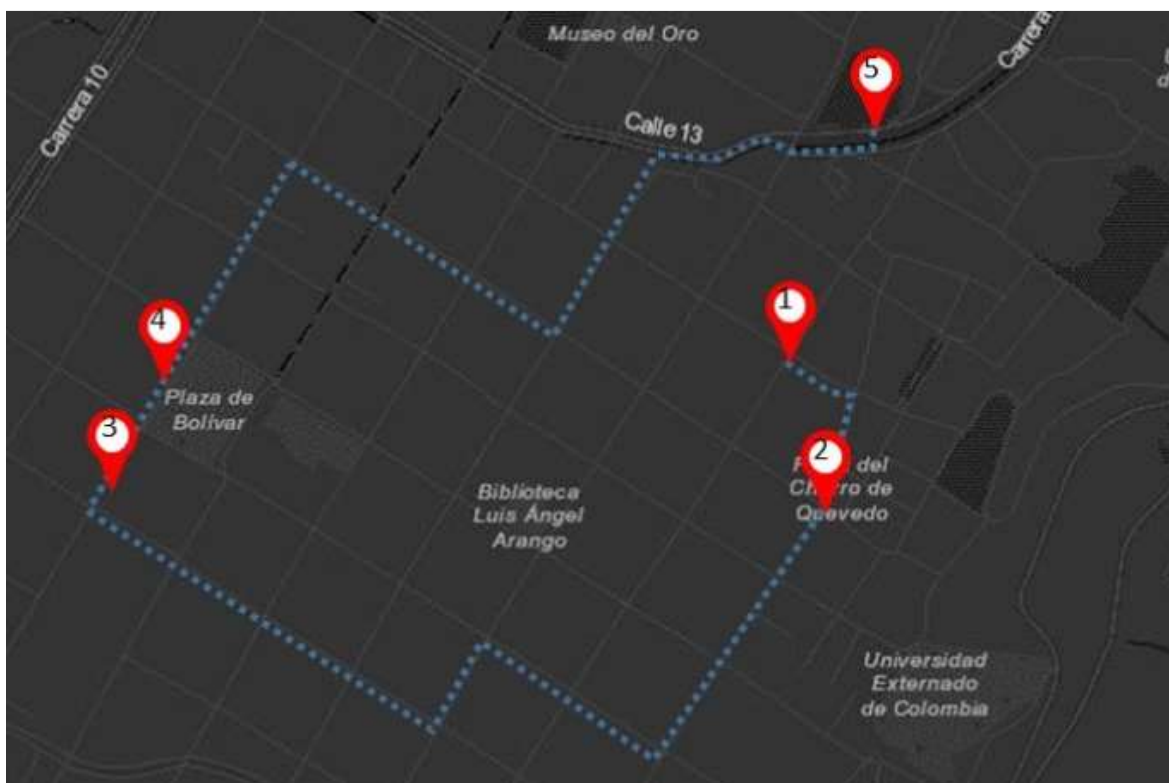 Museo del Oro
5
Carrera
Carrera 10
Calle 13
1
4
Plaza de
Bolívar
3
2
del
de
Quevedo
Biblioteca
Luis Ángel
Arango
Universidad
Externado
de Colombia